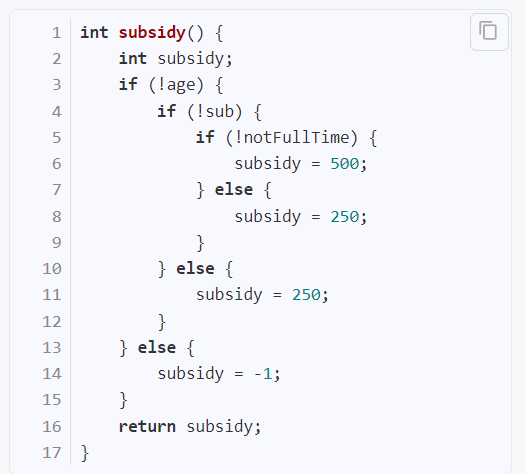 1 int subsidy() {
2     int subsidy;
3     if (!age) {
4         if (!sub) {
5             if (!notFullTime) {
6                 subsidy = 500;
7             } else {
8                 subsidy = 250;
9             }
10         } else {
11             subsidy = 250;
12         }
13     } else {
14         subsidy = -1;
15     }
16     return subsidy;
17 }